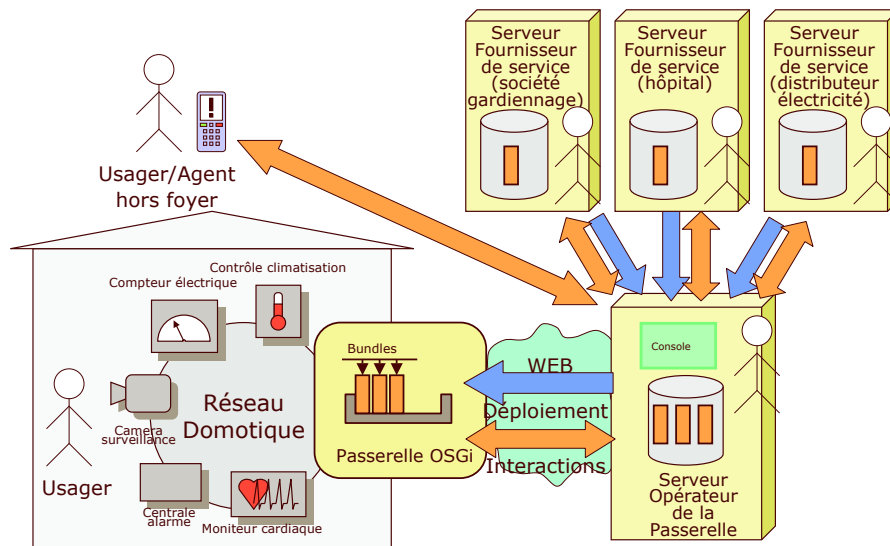 Serveur
Fournisseur
de service
(société
gardiennage)
Serveur
Fournisseur
de service
(hôpital)
Serveur
Fournisseur
de service
(distributeur
électricité)
!
Usager/Agent
hors foyer
Contrôle climatisation
Compteur électrique
Bundles
Console
WEB
Réseau
Domotique
Camera
surveillance
Déploiement
Passerelle OSGi
Interactions
Usager
Centrale
alarme
Moniteur cardiaque
Serveur
Opérateur
de la
Passerelle